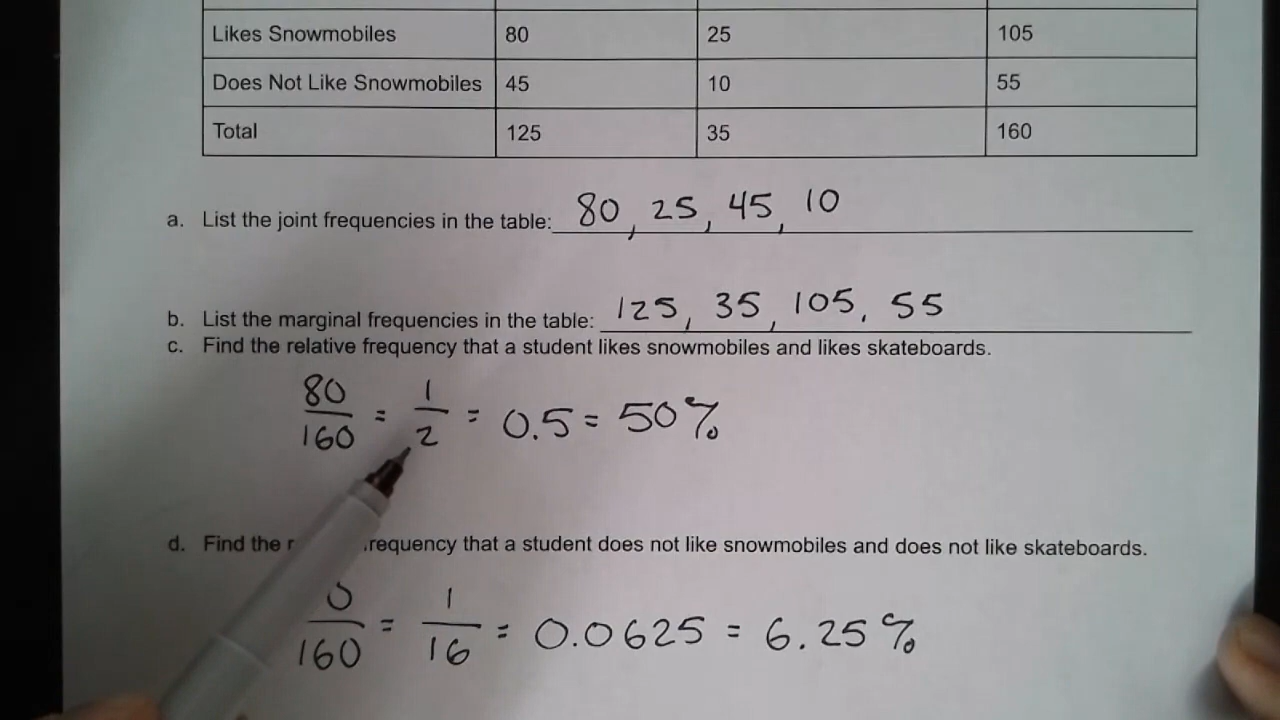 Likes Snowmobiles 80 25 105
Does Not Like Snowmobiles 45 10 55
Total 125 35 160
a. List the joint frequencies in the table: 80, 25, 45, 10
b. List the marginal frequencies in the table: 125, 35, 105, 55
c. Find the relative frequency that a student likes snowmobiles and likes skateboards.
80/160 = 1/2 = 0.5 = 50%
d. Find the requency that a student does not like snowmobiles and does not like skateboards.
0/160 = 1/16 = 0.0625 = 6.25%